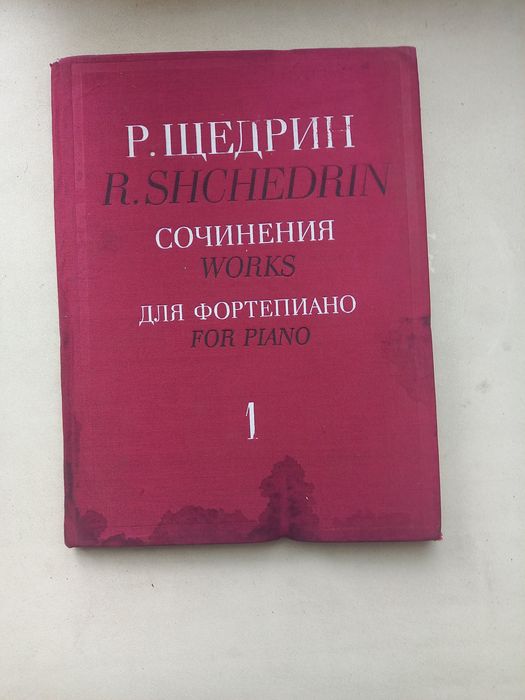 Р. ЩЕДРИН
R. SHCHEDRIN
СОЧИНЕНИЯ
WORKS
ДЛЯ ФОРТЕПИАНО
FOR PIANO
1